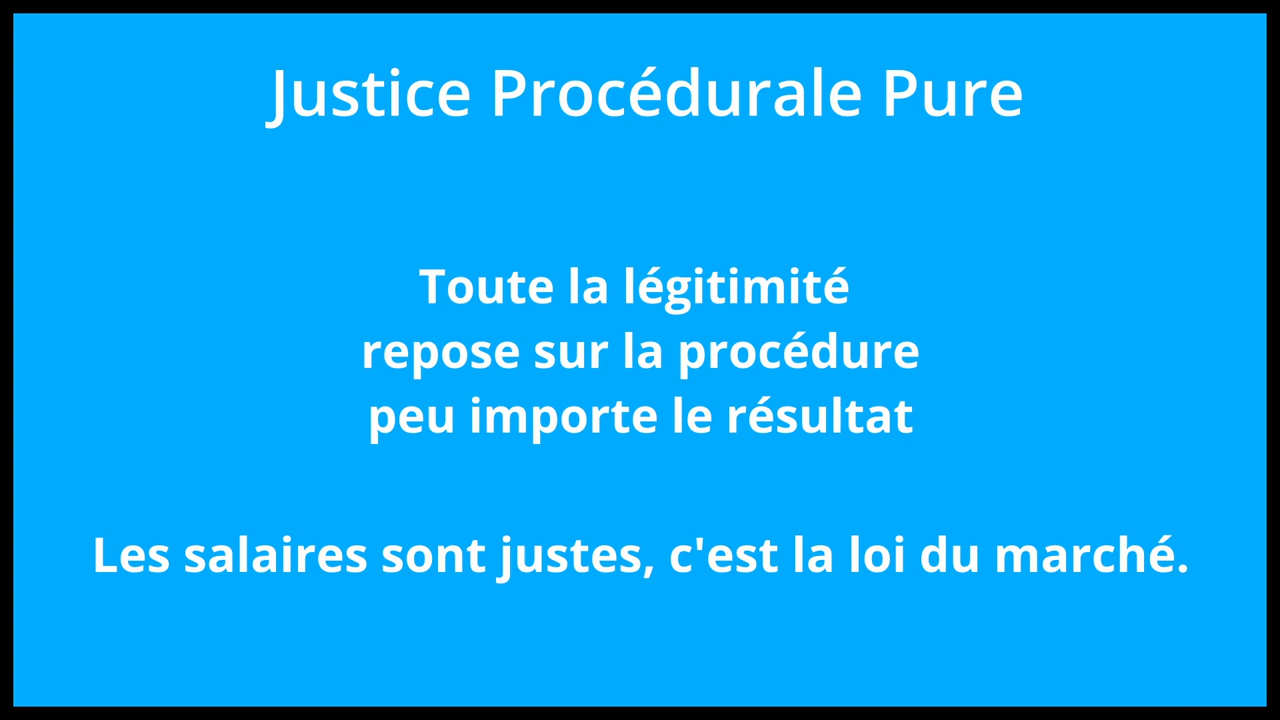 Justice Procédurale Pure
Toute la légitimité
repose sur la procédure
peu importe le résultat
Les salaires sont justes, c'est la loi du marché.